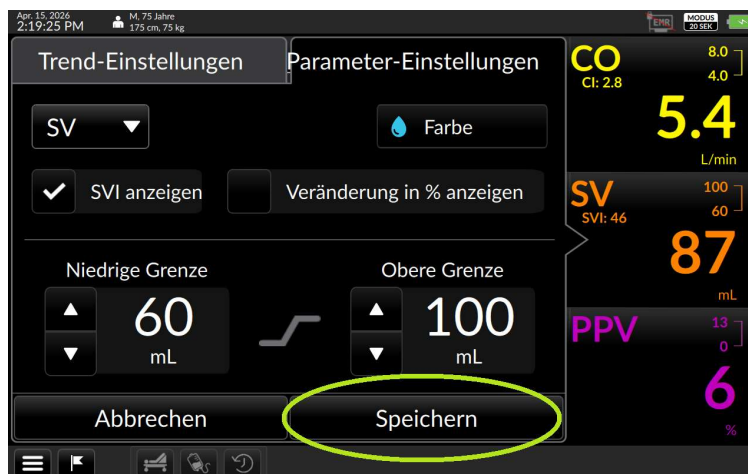 Apr. 15, 2026
2:19:25 PM
M, 75 Jahre
175 cm, 75 kg
EMR
MODUS
20 SEK
Trend-Einstellungen
Parameter-Einstellungen
SV
Farbe
SVI anzeigen
Veränderung in % anzeigen
Niedrige Grenze
Obere Grenze
60
mL
100
mL
Abbrechen
Speichern
CO
CI: 2.8
8.0
4.0
5.4
L/min
SV
SVI: 46
100
60
87
mL
PPV
13
0
6
%